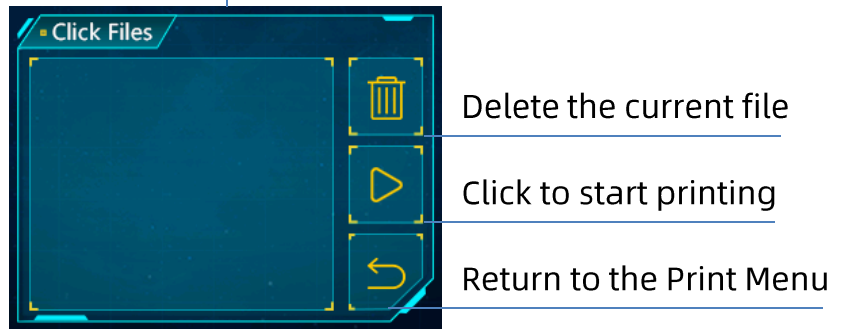 Click Files
Delete the current file
Click to start printing
Return to the Print Menu